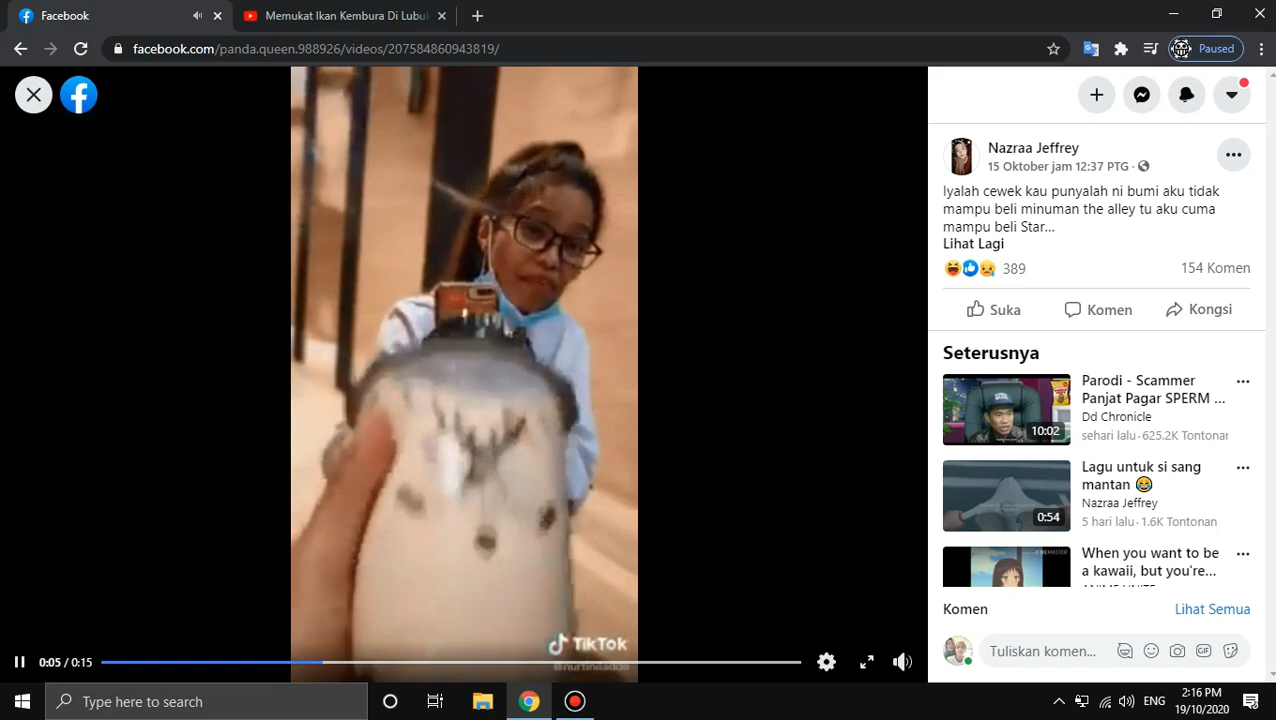 Facebook
Memukat Ikan Kembura Di Lubuk
facebook.com/panda.queen.988926/videos/207584860943819/
Paused
Nazraa Jeffrey
15 Oktober jam 12:37 PTG ·
Iyalah cewek kau punyalah ni bumi aku tidak
mampu beli minuman the alley tu aku cuma
mampu beli Star...
Lihat Lagi
389
154 Komen
Suka
Komen
Kongsi
Seterusnya
Parodi - Scammer
Panjat Pagar SPERM ...
Dd Chronicle
sehari lalu · 625.2K Tontonan
10:02
Lagu untuk si sang
mantan 😂
Nazraa Jeffrey
5 hari lalu · 1.6K Tontonan
0:54
When you want to be
a kawaii, but you're...
Komen
Lihat Semua
Tuliskan komen...
GIF
TikTok
0:05 / 0:15
Type here to search
ENG
2:16 PM
19/10/2020